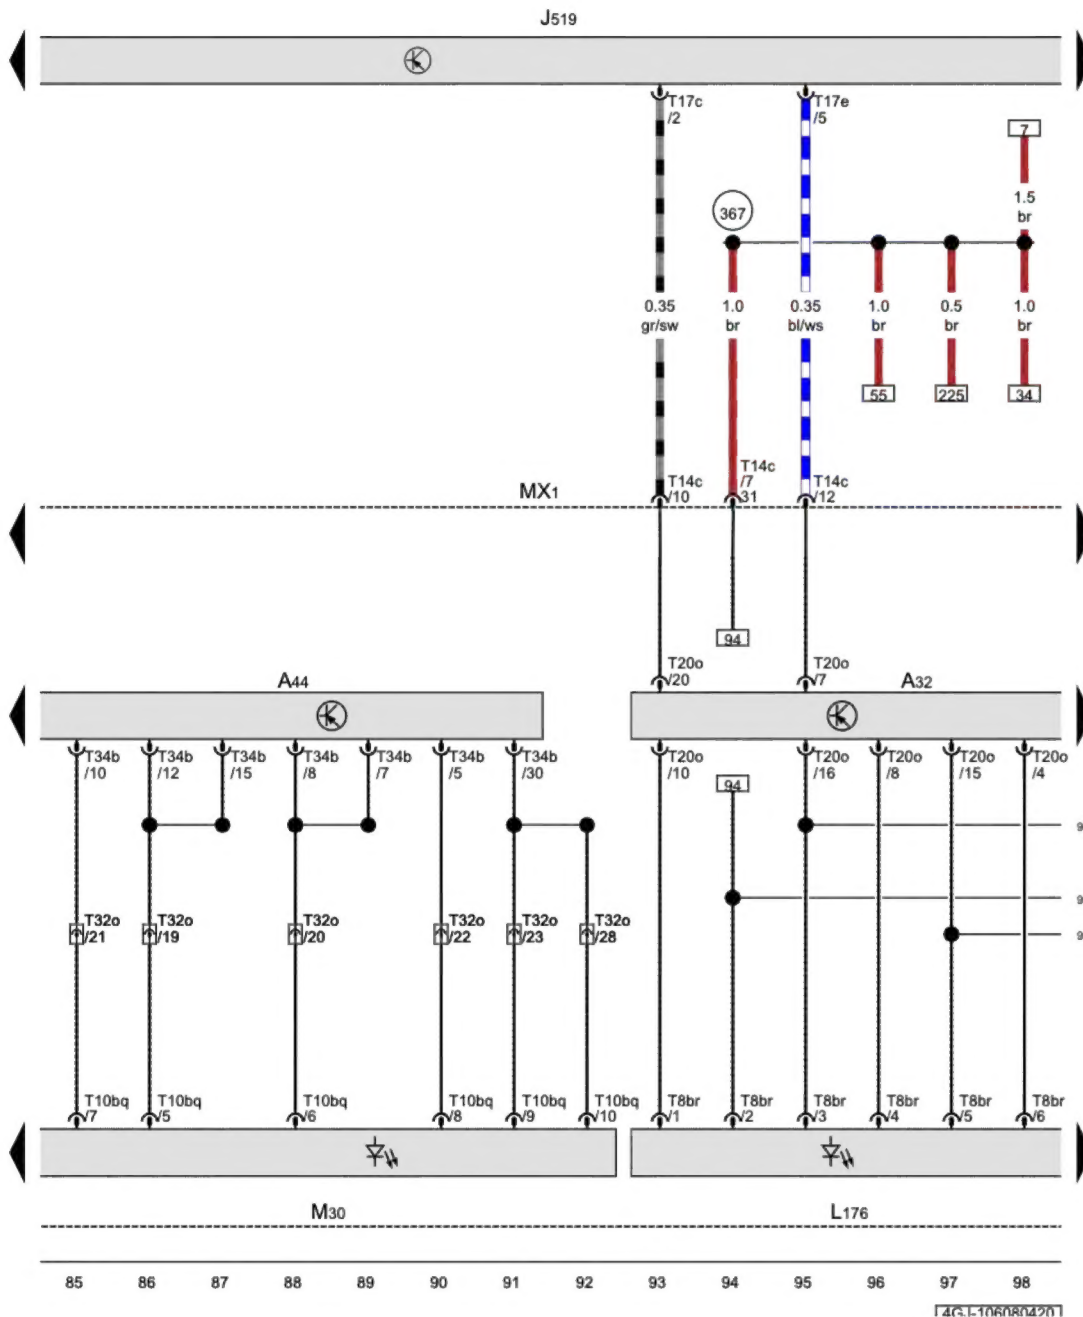 J519
T17c
/2
T17e
/5
7
1.5
br
367
0.35
gr/sw
1.0
br
0.35
bl/ws
1.0
br
0.5
br
1.0
br
55
225
34
MX1
T14c
/10
T14c
/7
31
T14c
/12
94
T20o
/20
T20o
/7
A44
A32
T34b
/10
T34b
/12
T34b
/15
T34b
/8
T34b
/7
T34b
/5
T34b
/30
T20o
/10
94
T20o
/16
T20o
/8
T20o
/15
T20o
/4
9
9
9
T32o
/21
T32o
/19
T32o
/20
T32o
/22
T32o
/23
T32o
/28
T10bq
/7
T10bq
/5
T10bq
/6
T10bq
/8
T10bq
/9
T10bq
/10
T8br
/1
T8br
/2
T8br
/3
T8br
/4
T8br
/5
T8br
/6
M30
L176
85 86 87 88 89 90 91 92 93 94 95 96 97 98
4GJ-106080420